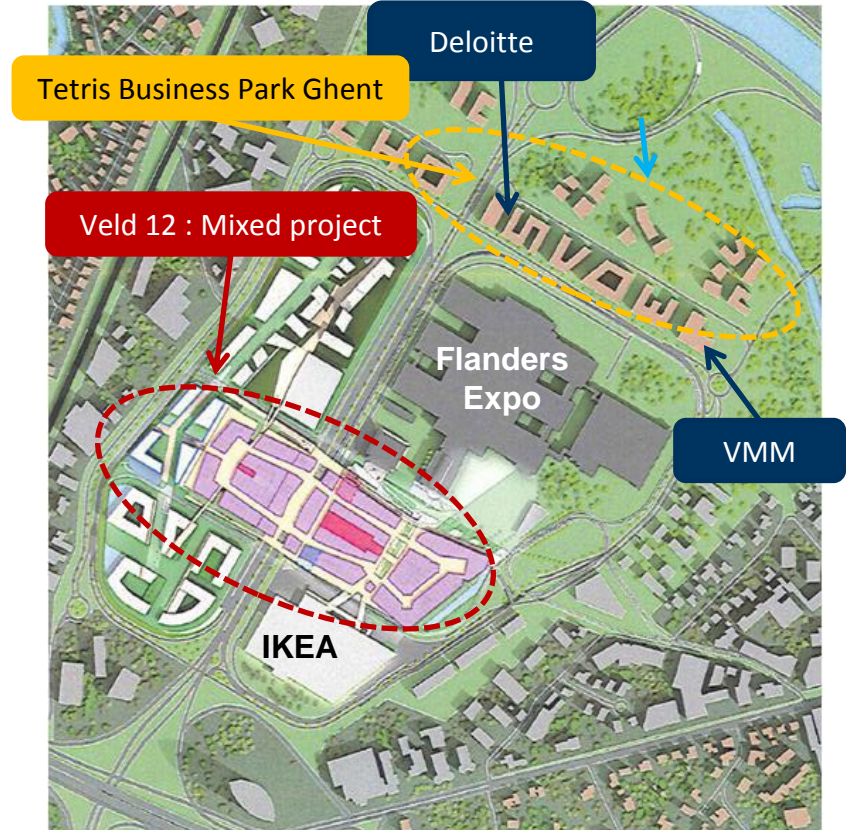 Deloitte
Tetris Business Park Ghent
Veld 12 : Mixed project
Flanders
Expo
VMM
IKEA